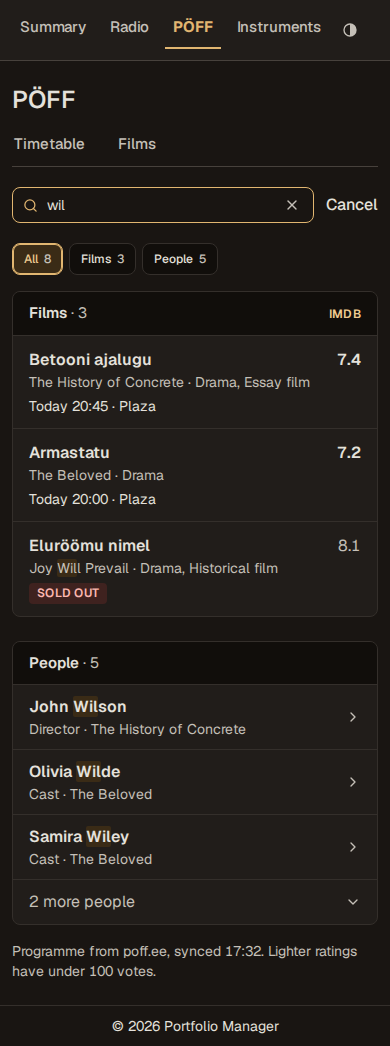 Summary Radio PÖFF Instruments
PÖFF
Timetable Films
wil Cancel
All 8 Films 3 People 5
Films · 3 IMDB
Betooni ajalugu 7.4
The History of Concrete · Drama, Essay film
Today 20:45 · Plaza
Armastatu 7.2
The Beloved · Drama
Today 20:00 · Plaza
Eluröömu nimel 8.1
Joy Will Prevail · Drama, Historical film
SOLD OUT
People · 5
John Wilson
Director · The History of Concrete
Olivia Wilde
Cast · The Beloved
Samira Wiley
Cast · The Beloved
2 more people
Programme from poff.ee, synced 17:32. Lighter ratings
have under 100 votes.
© 2026 Portfolio Manager